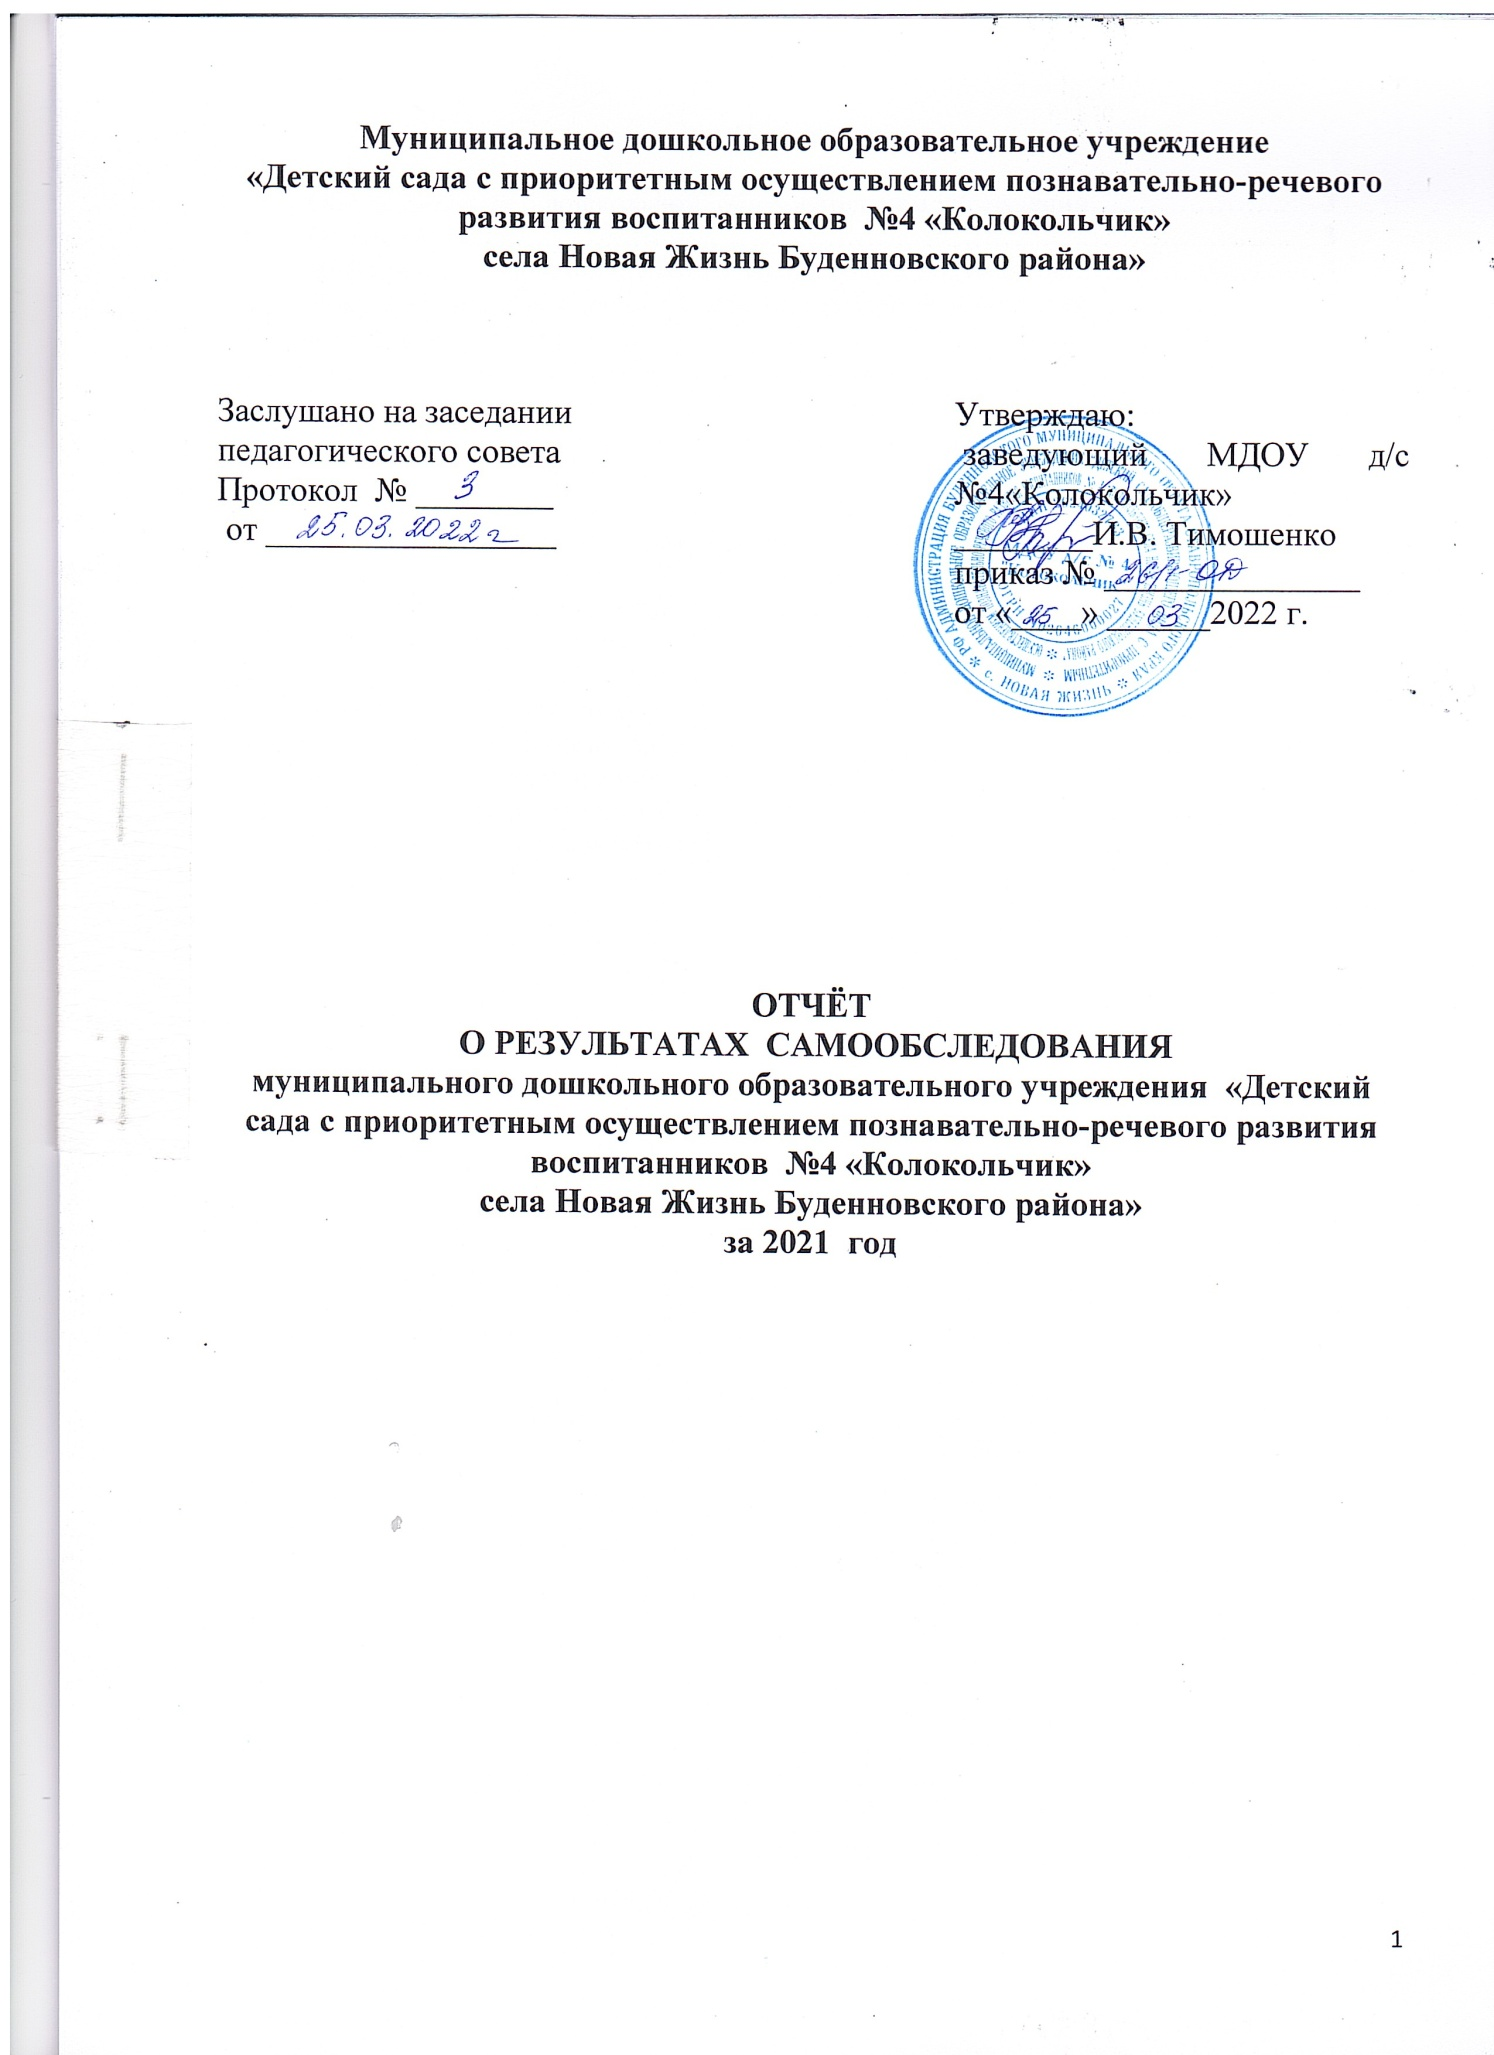 Муниципальное дошкольное образовательное учреждение
«Детский сада с приоритетным осуществлением познавательно-речевого
развития воспитанников №4 «Колокольчик»
села Новая Жизнь Буденновского района»
Заслушано на заседании
педагогического совета
Протокол № 3
от 25.03.2022 г
Утверждаю:
заведующий МДОУ д/с
№4«Колокольчик»
И.В. Тимошенко
приказ №
от « 25 » 03 2022 г.
с. НОВАЯ ЖИЗНЬ
ОТЧЁТ
О РЕЗУЛЬТАТАХ САМООБСЛЕДОВАНИЯ
муниципального дошкольного образовательного учреждения «Детский
сада с приоритетным осуществлением познавательно-речевого развития
воспитанников №4 «Колокольчик»
села Новая Жизнь Буденновского района»
за 2021 год
1